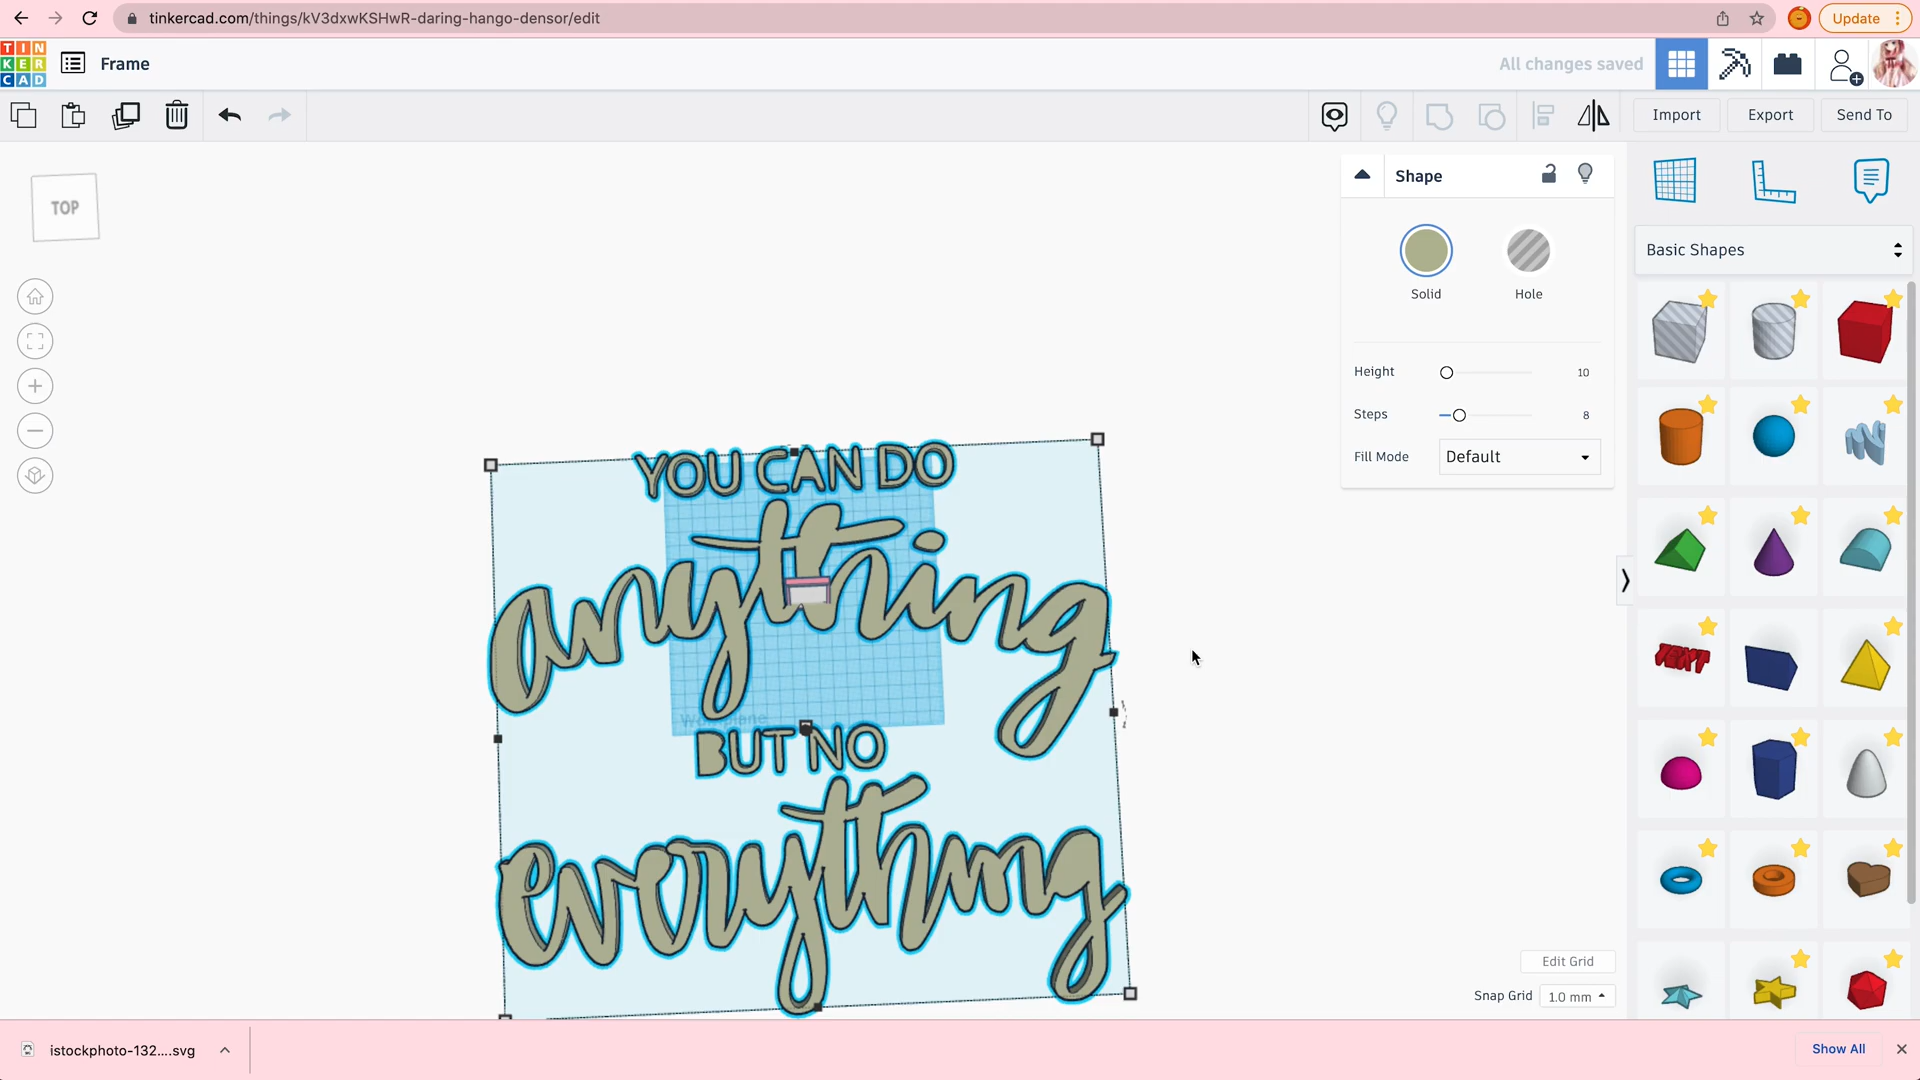 tinkercad.com/things/kV3dxwKSHwR-daring-hango-densor/edit
Update
TIN
KER
CAD
Frame
All changes saved
Import
Export
Send To
TOP
Shape
Solid
Hole
Height
10
Steps
8
Fill Mode
Default
Basic Shapes
TEXT
YOU CAN DO
anything
Workplane
BUT NO
everything
Edit Grid
Snap Grid
1.0 mm
istockphoto-132....svg
Show All